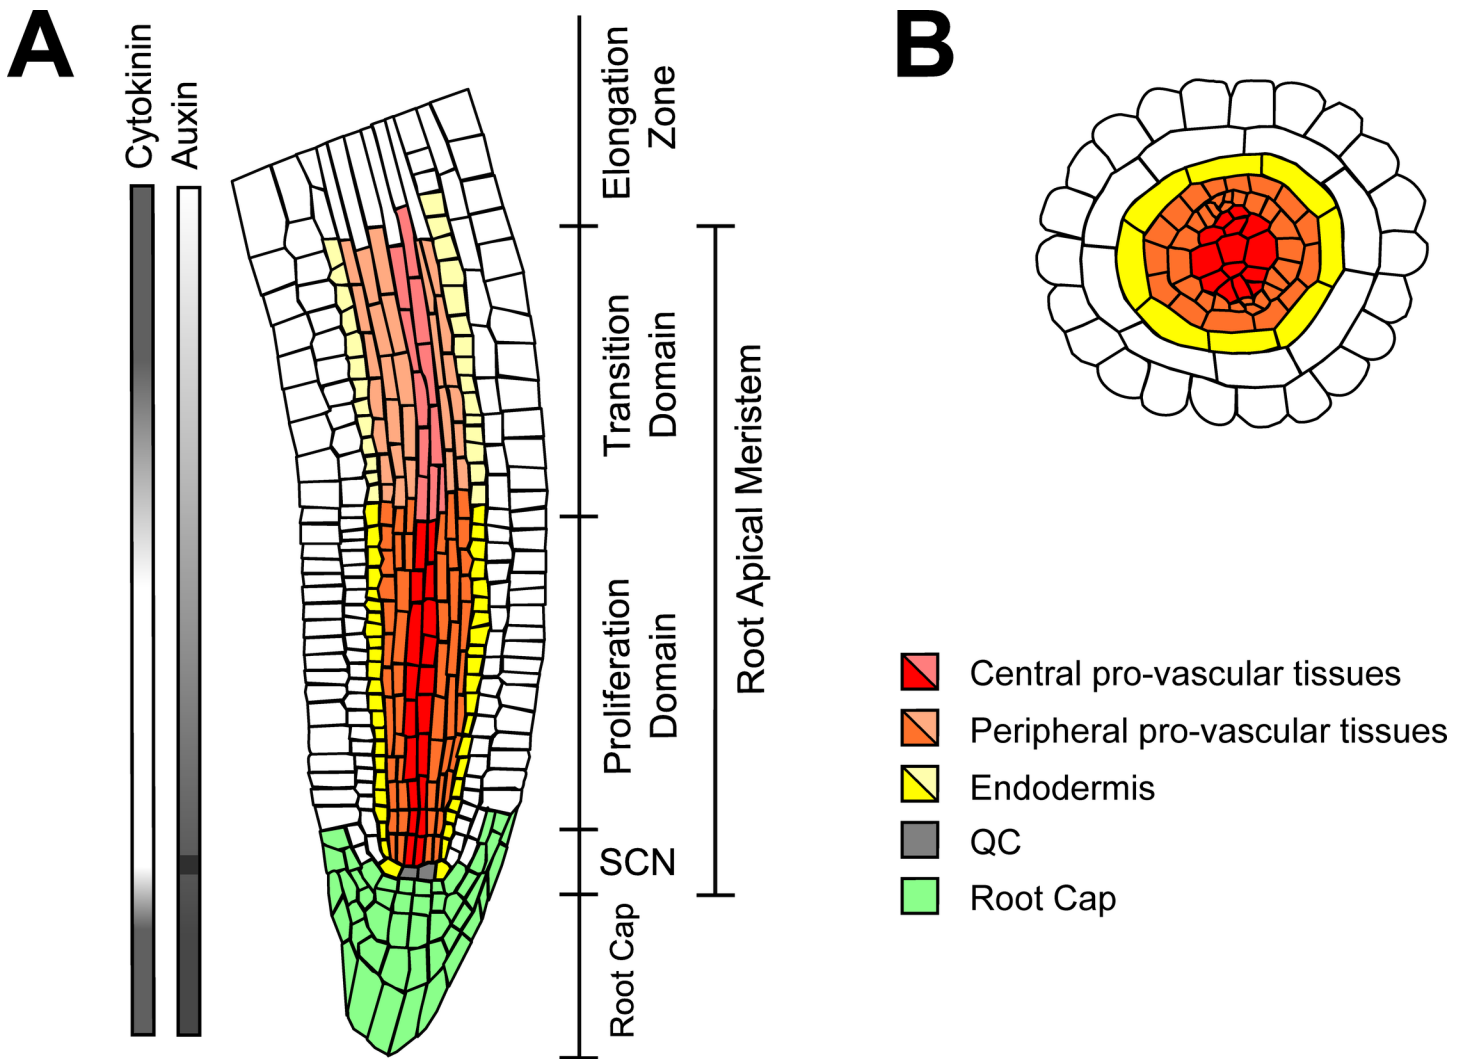 A
Cytokinin
Auxin
Elongation
Zone
Transition
Domain
Proliferation
Domain
SCN
Root Cap
Root Apical Meristem
B
Central pro-vascular tissues
Peripheral pro-vascular tissues
Endodermis
QC
Root Cap